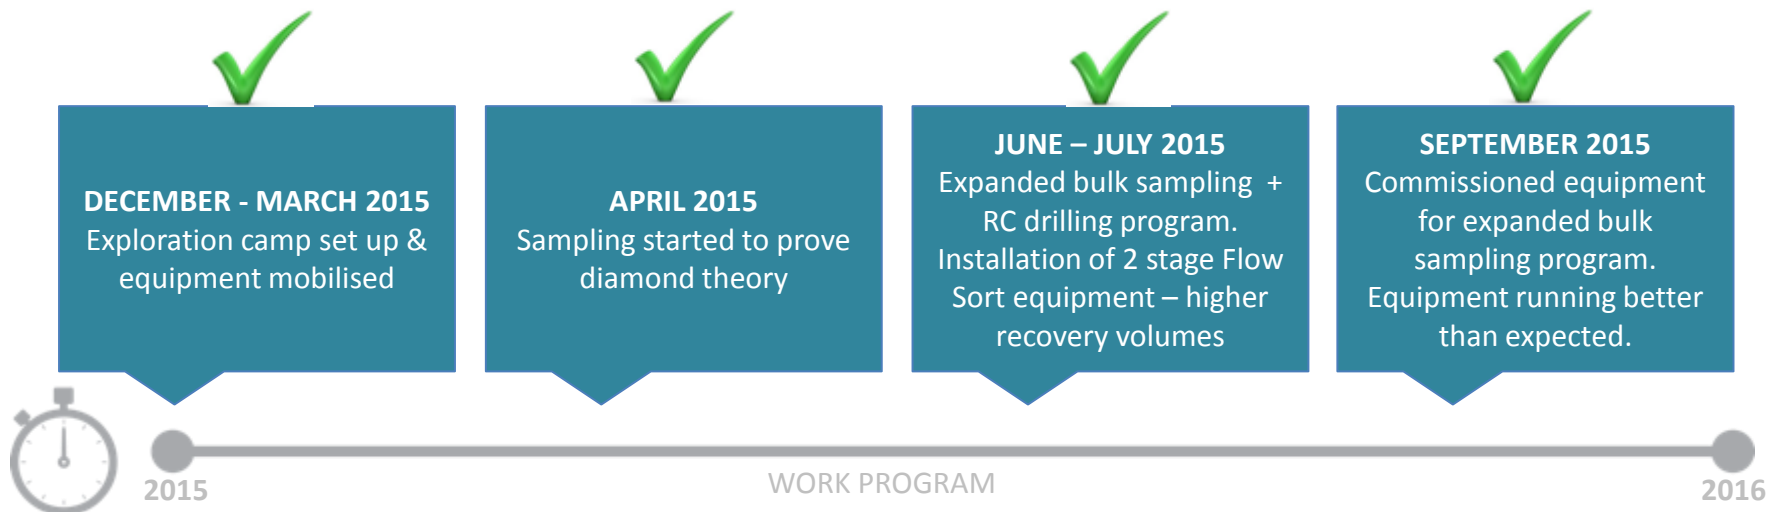 DECEMBER - MARCH 2015
Exploration camp set up &
equipment mobilised
APRIL 2015
Sampling started to prove
diamond theory
JUNE – JULY 2015
Expanded bulk sampling +
RC drilling program.
Installation of 2 stage Flow
Sort equipment – higher
recovery volumes
SEPTEMBER 2015
Commissioned equipment
for expanded bulk
sampling program.
Equipment running better
than expected.
2015
WORK PROGRAM
2016